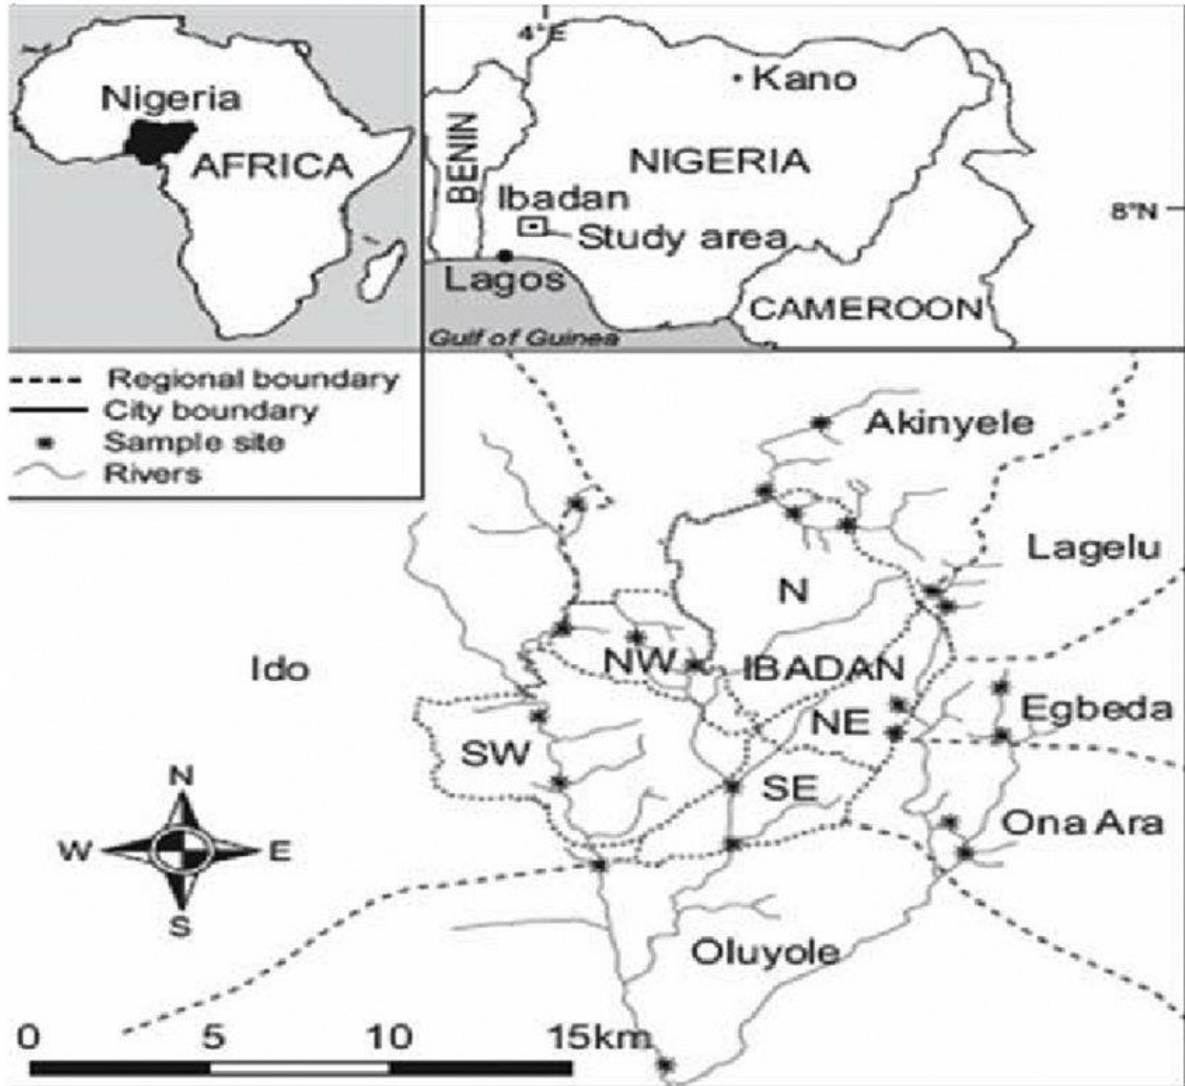 Nigeria
AFRICA
4°E
Kano
BENIN
NIGERIA
Ibadan
8°N
Study area
Lagos
CAMEROON
Gulf of Guinea
Regional boundary
City boundary
Sample site
Rivers
Akinyele
Lagelu
N
Ido
NW
IBADAN
NE
Egbeda
SW
SE
Ona Ara
N
W
E
S
Oluyole
0
5
10
15km